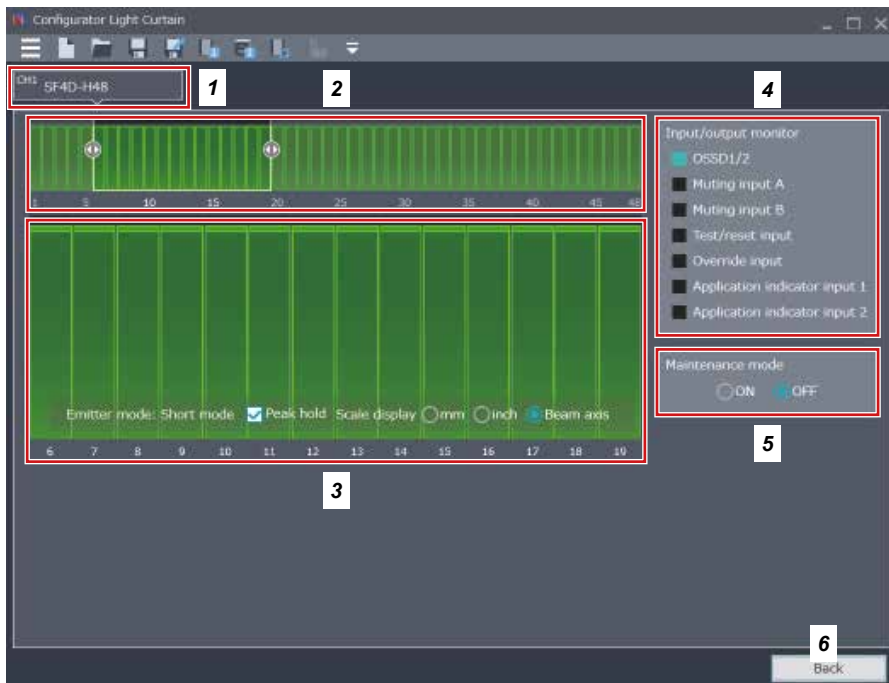 Configurator Light Curtain
CH1 SF4D-H48
1
2
4
1 5 10 15 20 25 30 35 40 45 48
Input/output monitor
OSSD1/2
Muting input A
Muting input B
Test/reset input
Override input
Application indicator input 1
Application indicator input 2
Emitter mode: Short mode Peak hold Scale display mm inch Beam axis
6 7 8 9 10 11 12 13 14 15 16 17 18 19
3
Maintenance mode
ON OFF
5
6
Back